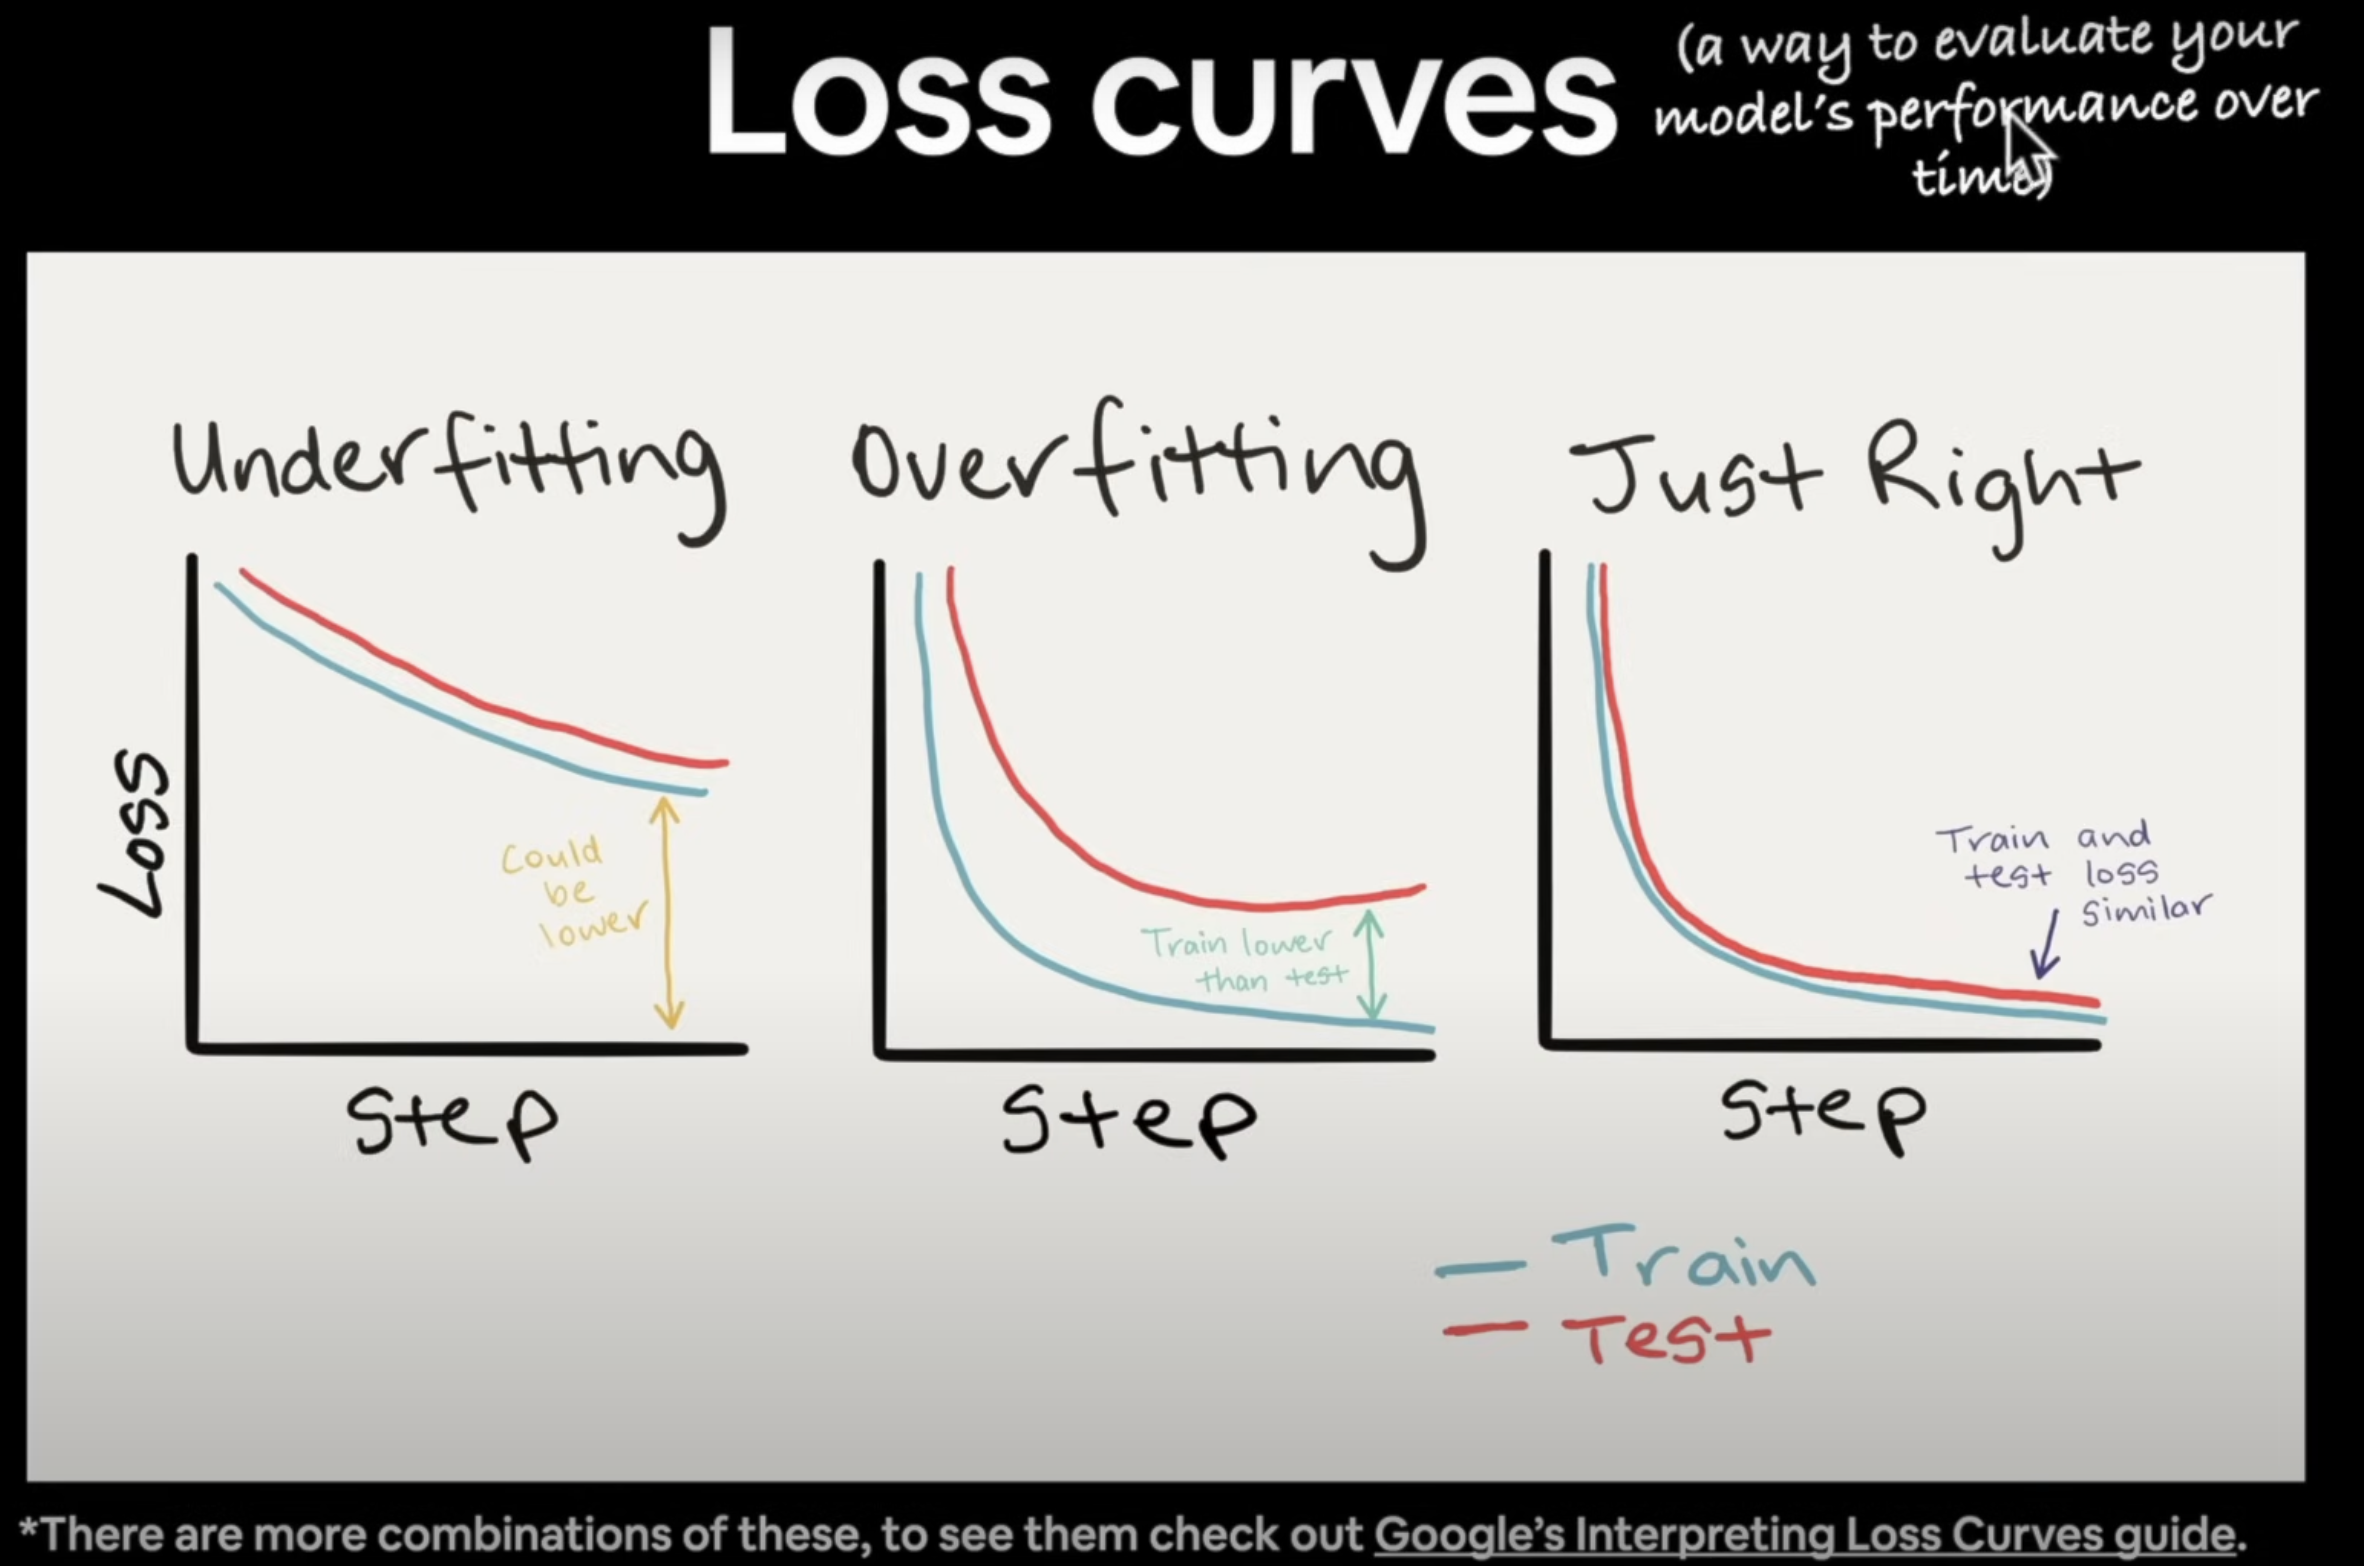 Loss curves
(a way to evaluate your
model's performance over
time)
Underfitting
Overfitting
Just Right
Loss
Could
be
lower
Train lower
than test
Train and
test loss
similar
Step
Step
Step
Train
Test
*There are more combinations of these, to see them check out Google's Interpreting Loss Curves guide.